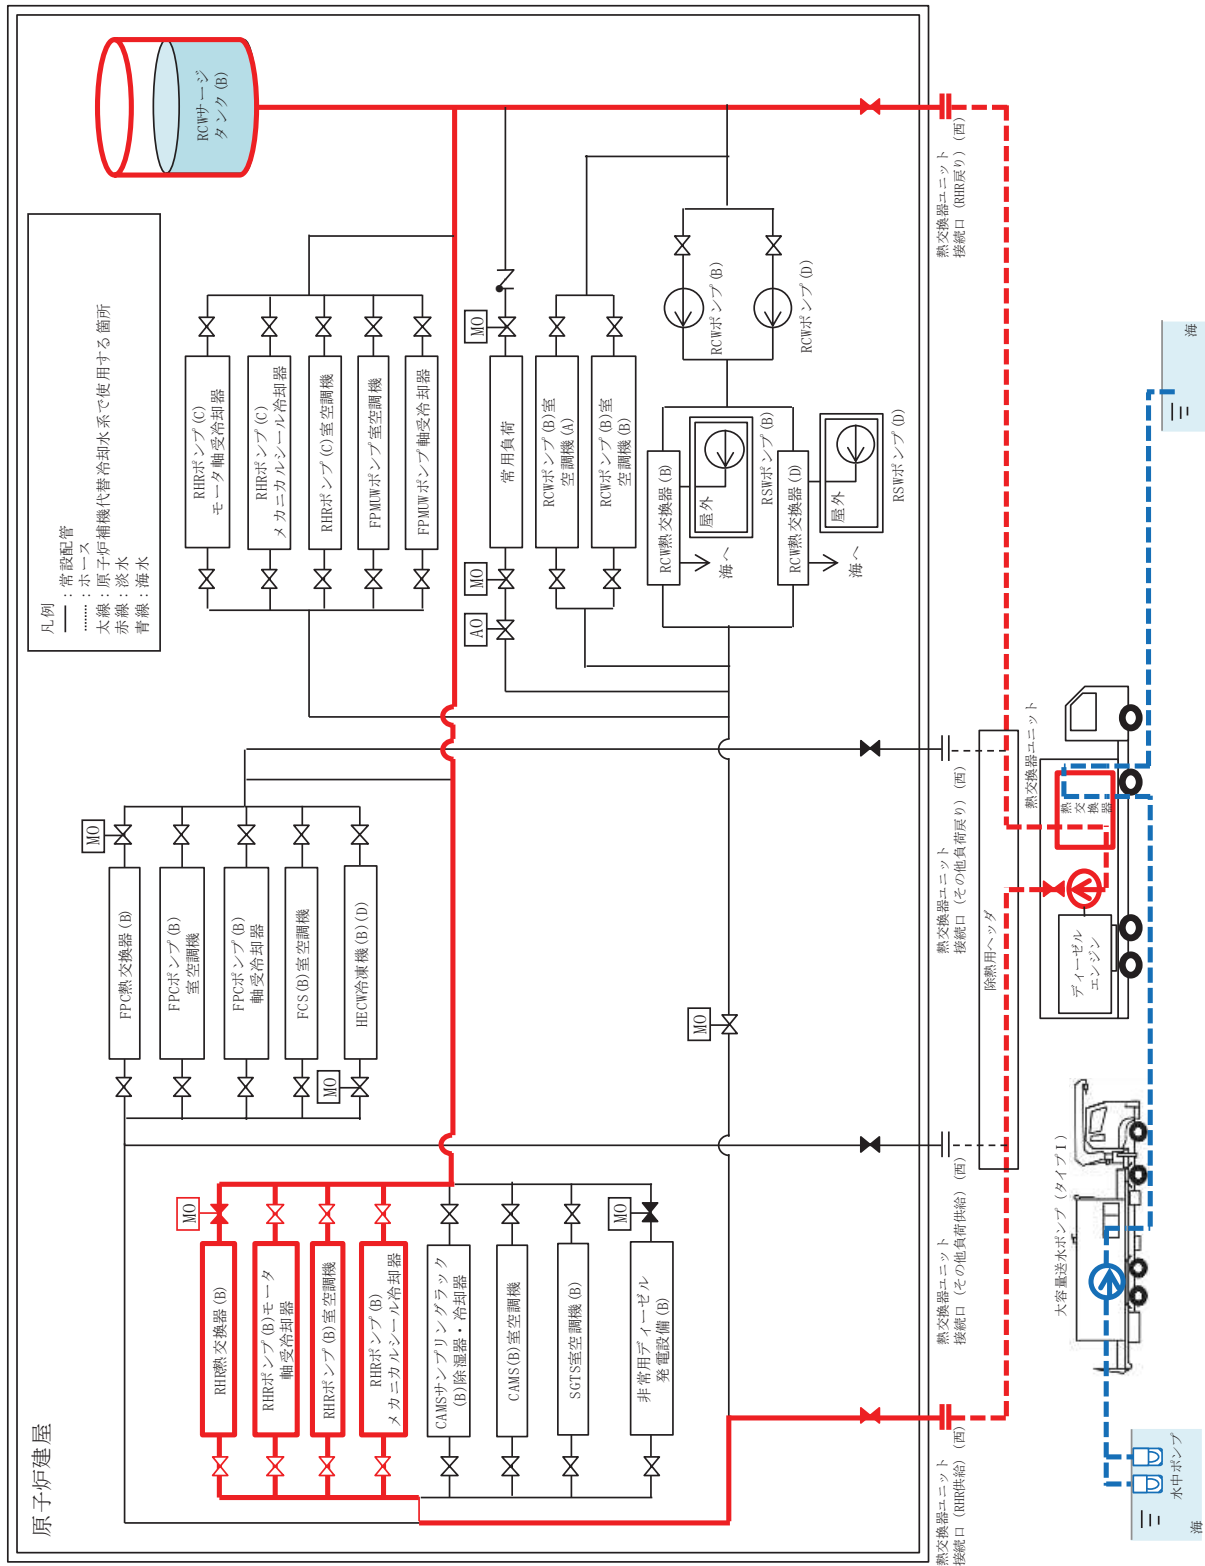 原子炉建屋
凡例
：常設配管
：ホース
太線：原子炉補機代替冷却水系で使用する箇所
赤線：淡水
青線：海水
RCWサージ
タンク(B)
MO
RHR熱交換器(B)
RHRポンプ(B)モータ
軸受冷却器
RHRポンプ(B)室空調機
RHRポンプ(B)
メカニカルシール冷却器
CAMSサンプリングラック
(B)除湿器・冷却器
CAMS(B)室空調機
SGTS室空調機(B)
MO
非常用ディーゼル
発電設備(B)
MO
FPC熱交換器(B)
FPCポンプ(B)
室空調機
FPCポンプ(B)
軸受冷却器
FCS(B)室空調機
HECW冷凍機(B)(D)
MO
RHRポンプ(C)
モータ軸受冷却器
RHRポンプ(C)
メカニカルシール冷却器
RHRポンプ(C)室空調機
FPMUWポンプ室空調機
FPMUWポンプ軸受冷却器
AO
MO
常用負荷
MO
RCWポンプ(B)室
空調機(A)
RCWポンプ(B)室
空調機(B)
RCW熱交換器(B)
屋外
海へ
RSWポンプ(B)
RCW熱交換器(D)
屋外
海へ
RSWポンプ(D)
RCWポンプ(B)
RCWポンプ(D)
MO
熱交換器ユニット
接続口（RHR供給）（西）
熱交換器ユニット
接続口（その他負荷供給）（西）
熱交換器ユニット
接続口（その他負荷戻り）（西）
熱交換器ユニット
接続口（RHR戻り）（西）
除熱用ヘッダ
熱交換器ユニット
熱交換器
ディーゼル
エンジン
大容量送水ポンプ（タイプⅠ）
水中ポンプ
海
海